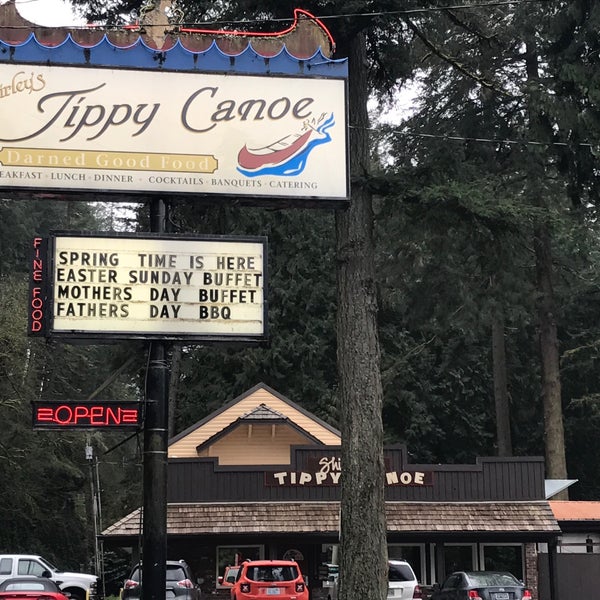 Tippy Canoe
Darned Good Food
LUNCH · DINNER · COCKTAILS · BANQUETS · CATERING
FINE FOOD
SPRING TIME IS HERE
EASTER SUNDAY BUFFET
MOTHERS DAY BUFFET
FATHERS DAY BBQ
OPEN
TIPPY NOE